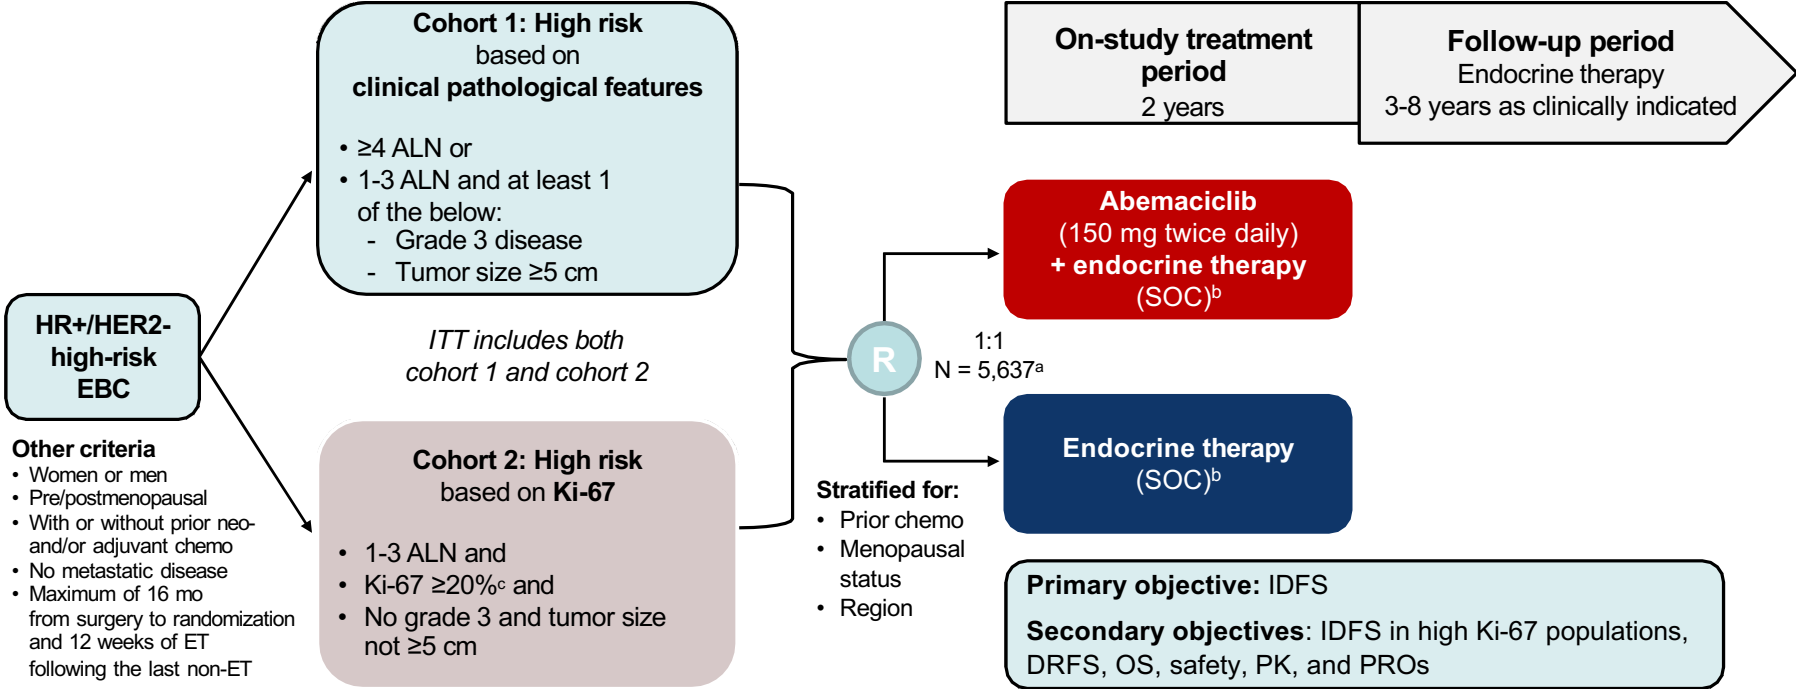 HR+/HER2-
high-risk
EBC
Other criteria
• Women or men
• Pre/postmenopausal
• With or without prior neo-
and/or adjuvant chemo
• No metastatic disease
• Maximum of 16 mo
from surgery to randomization
and 12 weeks of ET
following the last non-ET
Cohort 1: High risk
based on
clinical pathological features
• ≥4 ALN or
• 1-3 ALN and at least 1
of the below:
- Grade 3 disease
- Tumor size ≥5 cm
ITT includes both
cohort 1 and cohort 2
Cohort 2: High risk
based on Ki-67
• 1-3 ALN and
• Ki-67 ≥20%ᶜ and
• No grade 3 and tumor size
not ≥5 cm
R
1:1
N = 5,637ᵃ
Stratified for:
• Prior chemo
• Menopausal
status
• Region
On-study treatment
period
2 years
Follow-up period
Endocrine therapy
3-8 years as clinically indicated
Abemaciclib
(150 mg twice daily)
+ endocrine therapy
(SOC)ᵇ
Endocrine therapy
(SOC)ᵇ
Primary objective: IDFS
Secondary objectives: IDFS in high Ki-67 populations,
DRFS, OS, safety, PK, and PROs